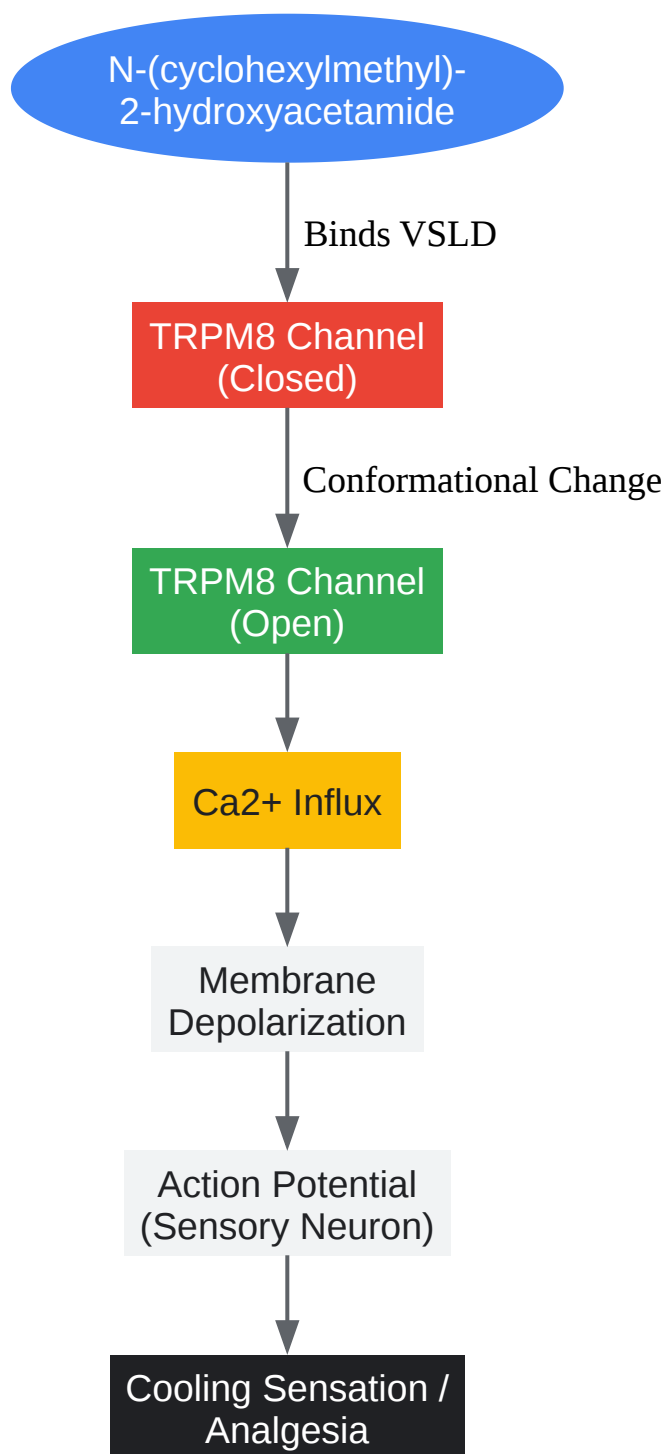 N-(cyclohexylmethyl)-
2-hydroxyacetamide
Binds VSLD
TRPM8 Channel
(Closed)
Conformational Change
TRPM8 Channel
(Open)
Ca2+ Influx
Membrane
Depolarization
Action Potential
(Sensory Neuron)
Cooling Sensation /
Analgesia